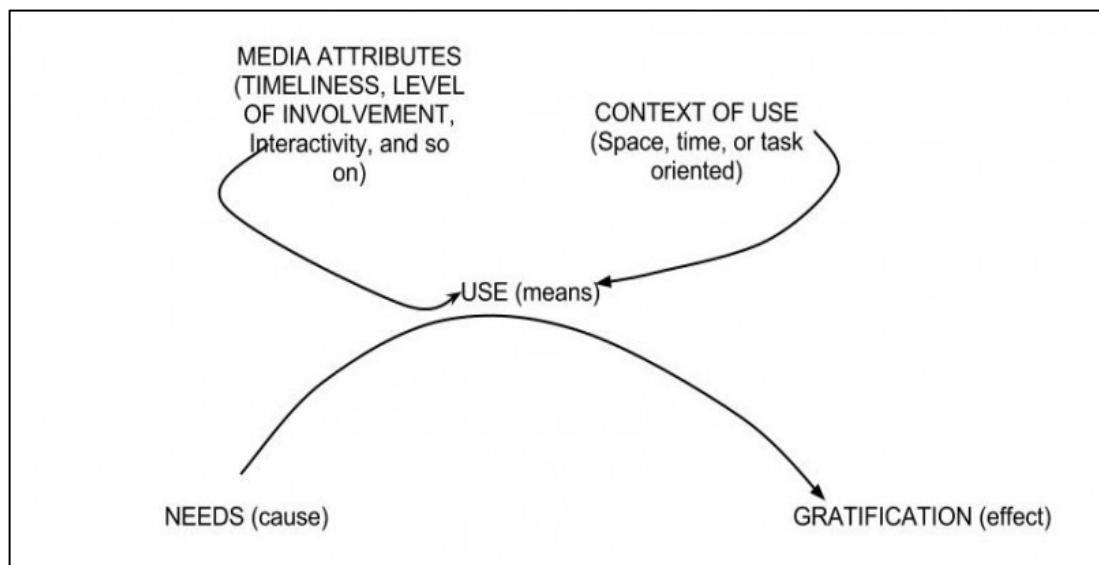 MEDIA ATTRIBUTES
(TIMELINESS, LEVEL
OF INVOLVEMENT,
Interactivity, and so
on)
CONTEXT OF USE
(Space, time, or task
oriented)
USE (means)
NEEDS (cause)
GRATIFICATION (effect)